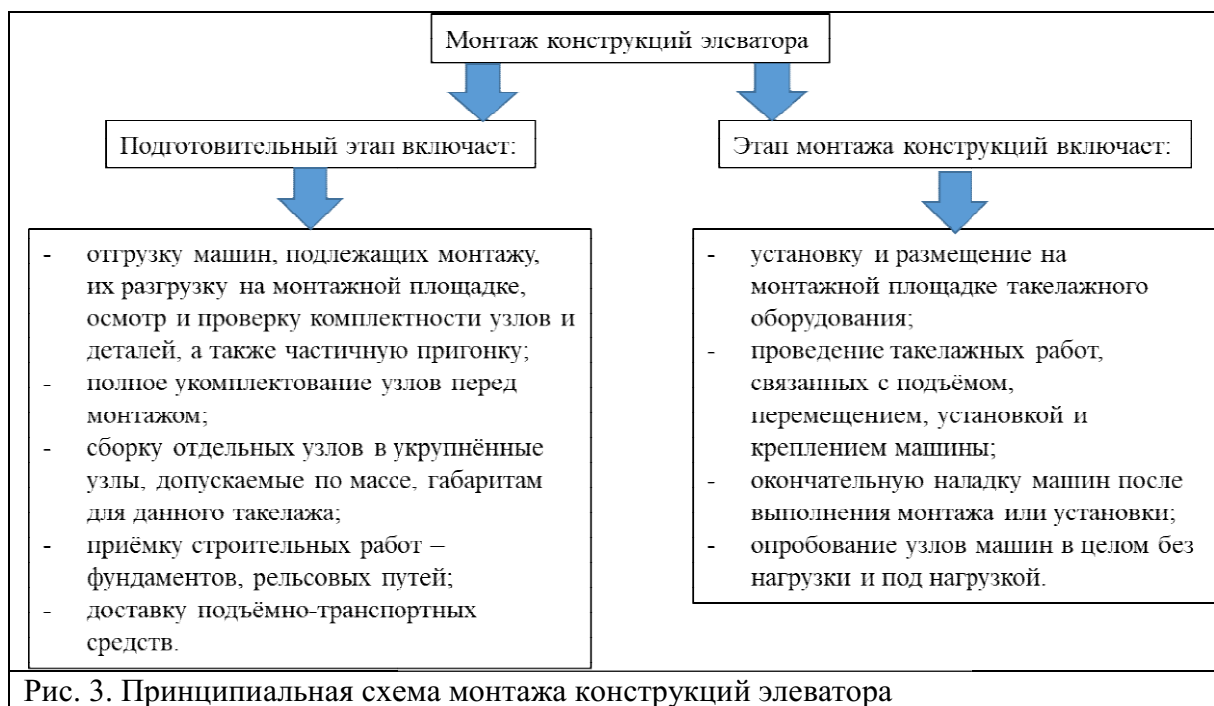 Монтаж конструкций элеватора
Подготовительный этап включает:
Этап монтажа конструкций включает:
- отгрузку машин, подлежащих монтажу,
их разгрузку на монтажной площадке,
осмотр и проверку комплектности узлов и
деталей, а также частичную пригонку;
- полное укомплектование узлов перед
монтажом;
- сборку отдельных узлов в укрупнённые
узлы, допускаемые по массе, габаритам
для данного такелажа;
- приёмку строительных работ –
фундаментов, рельсовых путей;
- доставку подъёмно-транспортных
средств.
- установку и размещение на
монтажной площадке такелажного
оборудования;
- проведение такелажных работ,
связанных с подъёмом,
перемещением, установкой и
креплением машины;
- окончательную наладку машин после
выполнения монтажа или установки;
- опробование узлов машин в целом без
нагрузки и под нагрузкой.
Рис. 3. Принципиальная схема монтажа конструкций элеватора